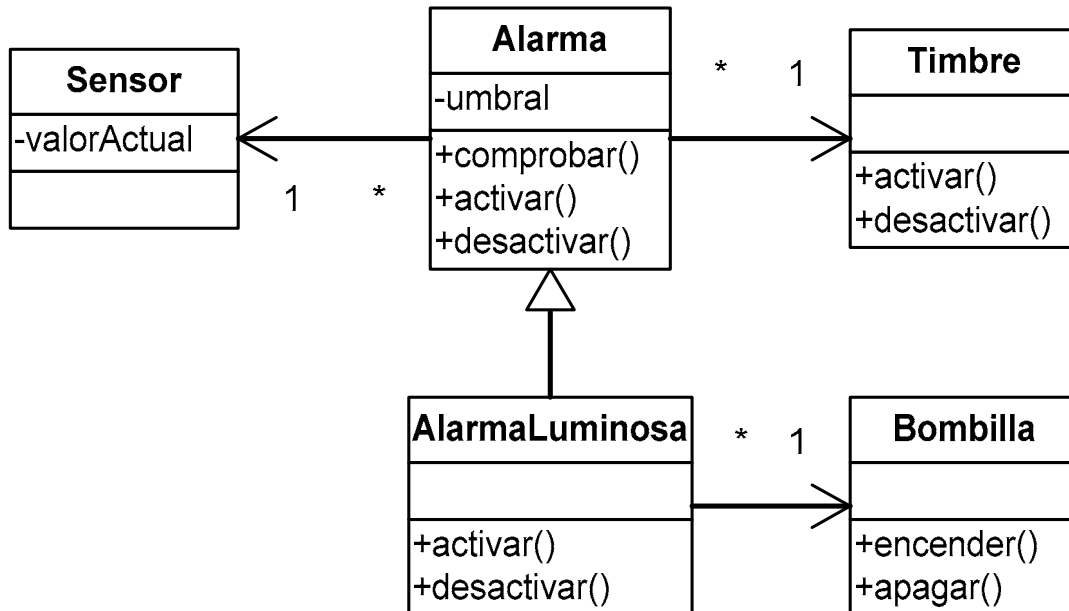 Sensor
-valorActual
1 *
Alarma
-umbral
+comprobar()
+activar()
+desactivar()
* 1
Timbre
+activar()
+desactivar()
AlarmaLuminosa
+activar()
+desactivar()
* 1
Bombilla
+encender()
+apagar()